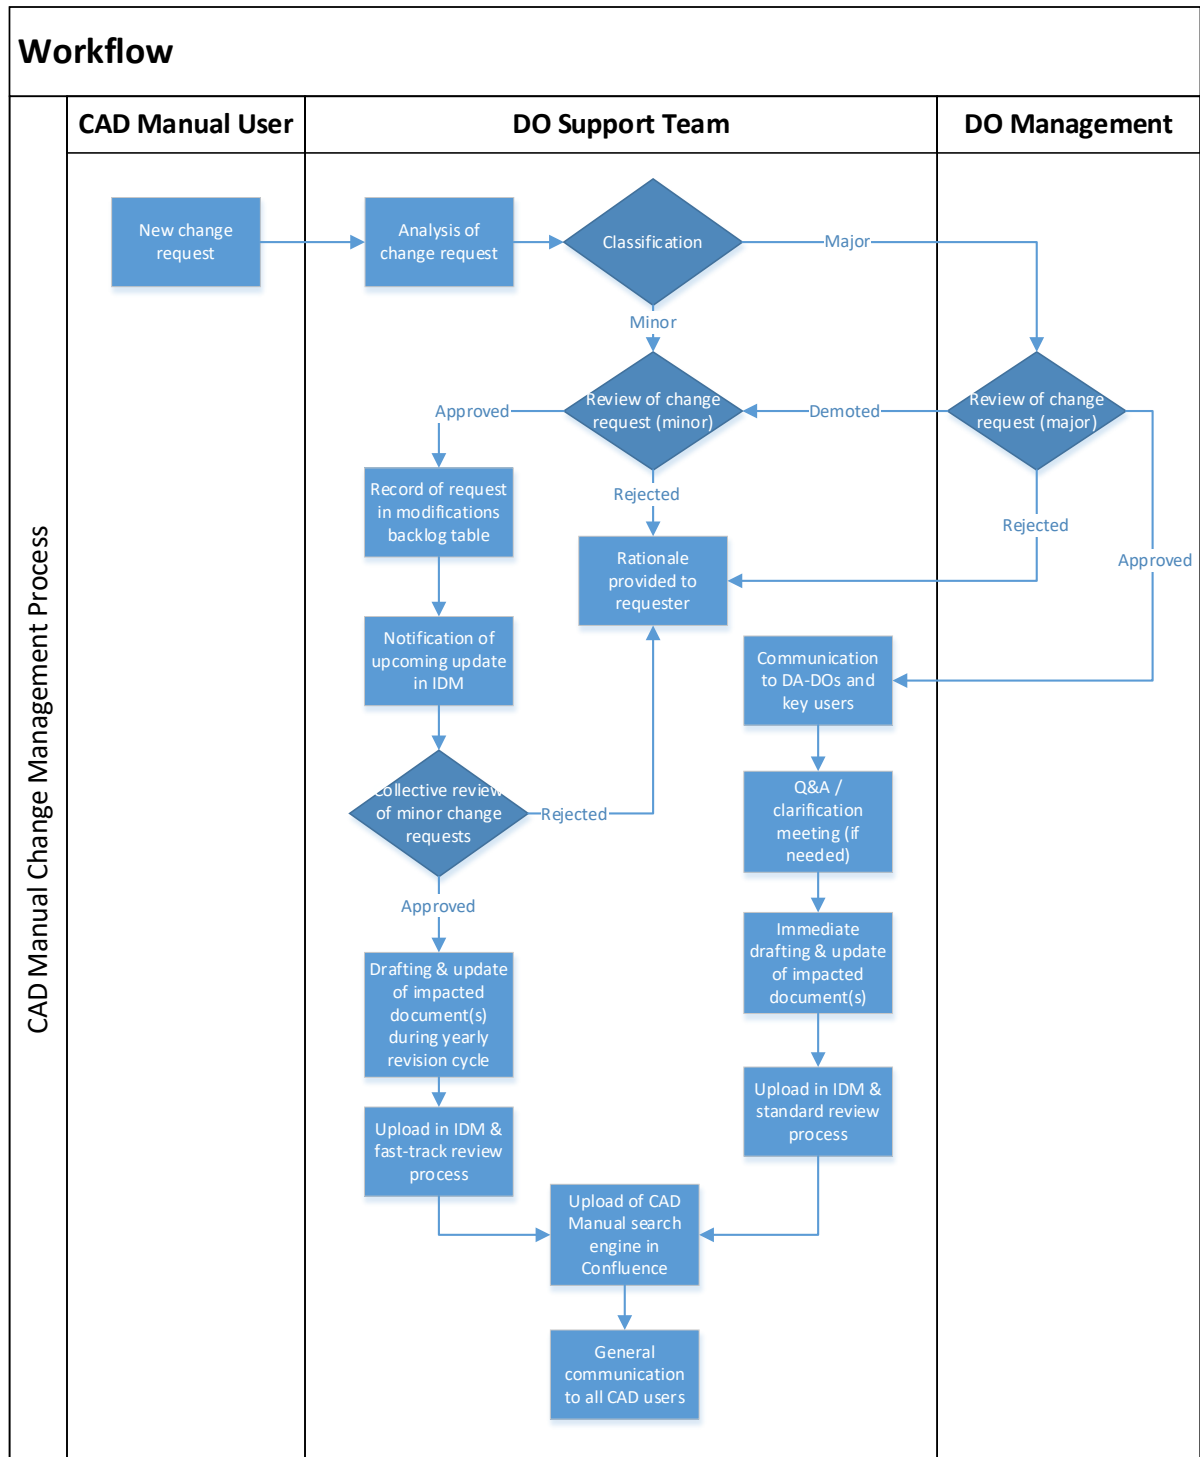 Workflow
CAD Manual User
DO Support Team
DO Management
CAD Manual Change Management Process
New change
request
Analysis of
change request
Classification
Major
Minor
Review of change
request (minor)
Approved
Demoted
Review of change
request (major)
Rejected
Rejected
Approved
Record of request
in modifications
backlog table
Rationale
provided to
requester
Notification of
upcoming update
in IDM
Communication
to DA-DOs and
key users
Collective review
of minor change
requests
Rejected
Q&A /
clarification
meeting (if
needed)
Approved
Immediate
drafting & update
of impacted
document(s)
Drafting & update
of impacted
document(s)
during yearly
revision cycle
Upload in IDM &
standard review
process
Upload in IDM &
fast-track review
process
Upload of CAD
Manual search
engine in
Confluence
General
communication
to all CAD users